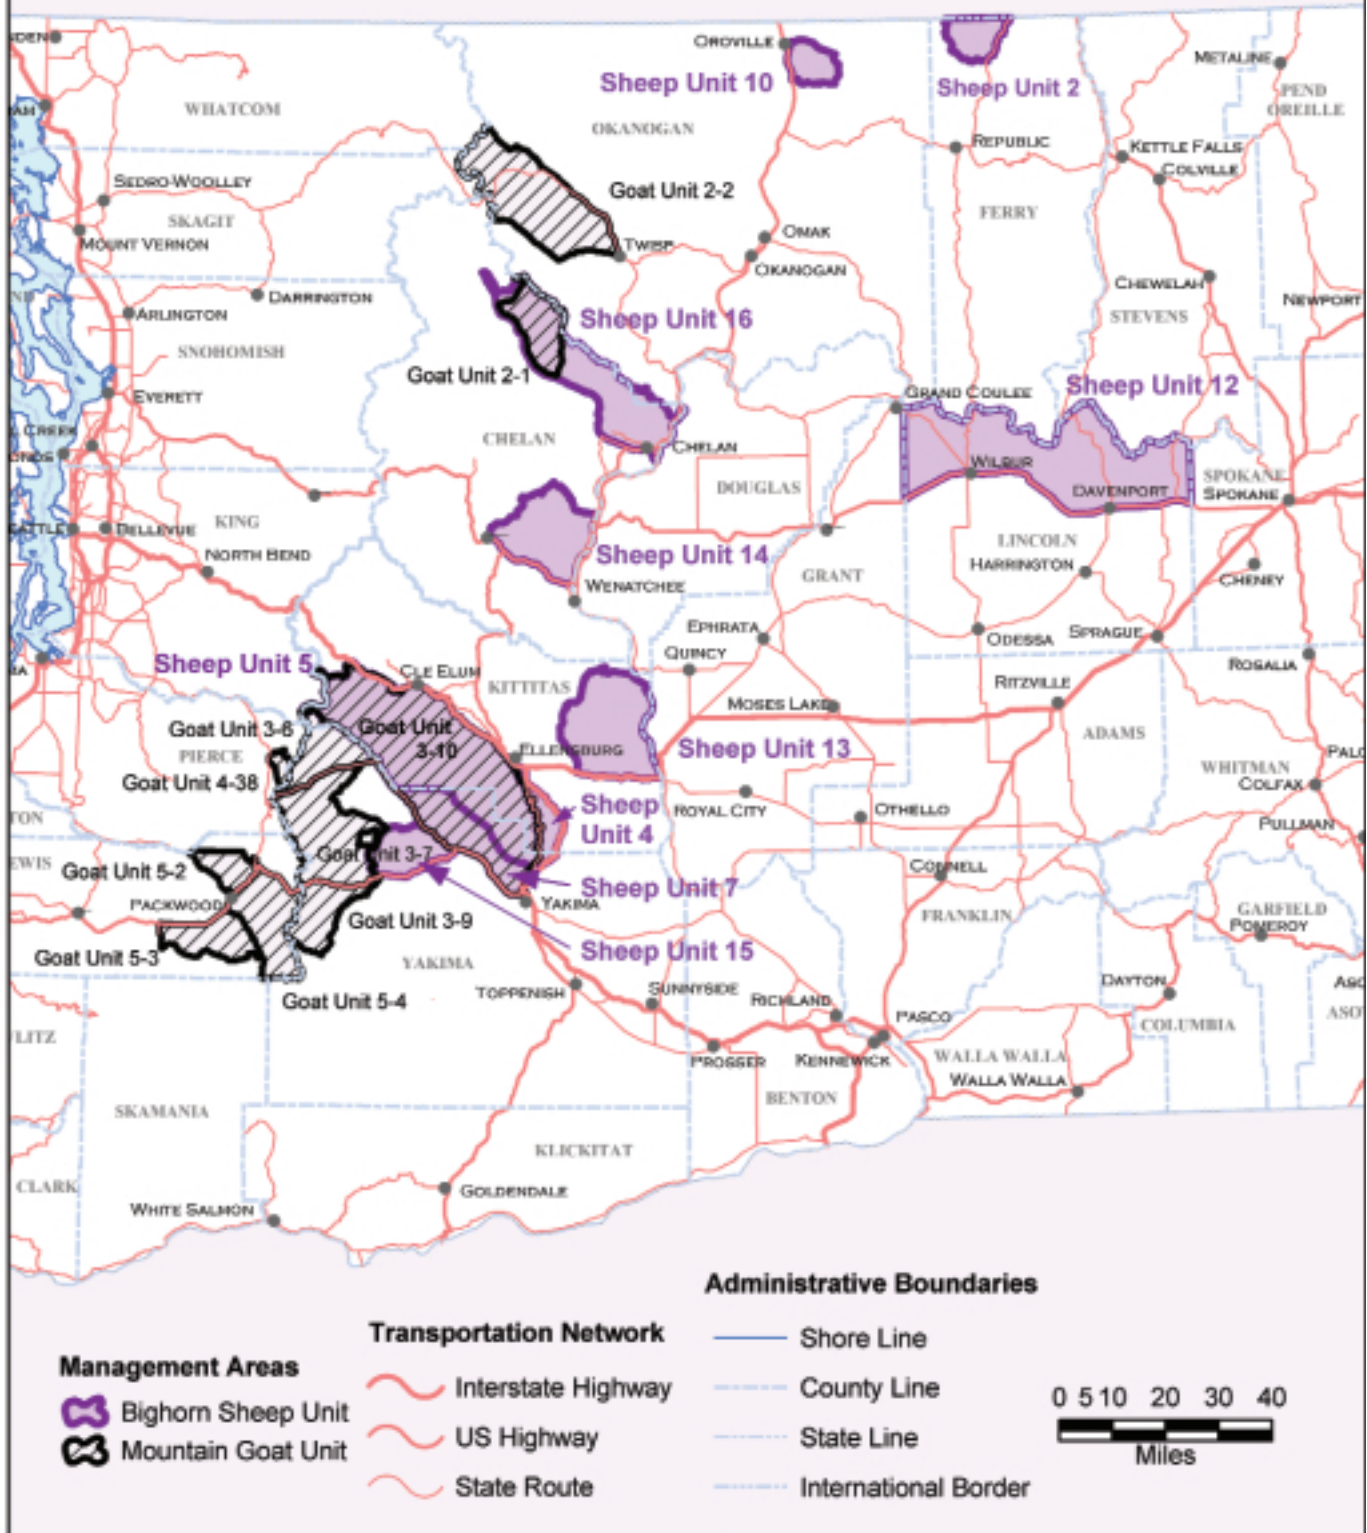 OROVILLE
METALINE
Sheep Unit 10
Sheep Unit 2
PEND
OREILLE
WHATCOM
OKANOGAN
REPUBLIC
KETTLE FALLS
COLVILLE
SEDRO-WOOLLEY
Goat Unit 2-2
SKAGIT
FERRY
MOUNT VERNON
TWISP
OMAK
OKANOGAN
CHEWELAH
DARRINGTON
NEWPORT
ARLINGTON
Sheep Unit 16
STEVENS
SNOHOMISH
Goat Unit 2-1
EVERETT
GRAND COULEE
Sheep Unit 12
CREEK
CHELAN
CHELAN
WILBUR
DOUGLAS
DAVENPORT
SPOKANE
SPOKANE
KING
BELLEVUE
NORTH BEND
Sheep Unit 14
LINCOLN
HARRINGTON
WENATCHEE
GRANT
CHENEY
EPHRATA
ODESSA
SPRAGUE
QUINCY
ROSALIA
Sheep Unit 5
CLE ELUM
KITTITAS
RITZVILLE
MOSES LAKE
Goat Unit 3-6
Goat Unit
3-10
ELLENSBURG
Sheep Unit 13
ADAMS
PIERCE
WHITMAN
COLFAX
Goat Unit 4-38
Sheep
Unit 4
ROYAL CITY
OTHELLO
PULLMAN
Goat Unit 3-7
Goat Unit 5-2
CONNELL
Sheep Unit 7
PACKWOOD
YAKIMA
Goat Unit 3-9
FRANKLIN
GARFIELD
POMEROY
Goat Unit 5-3
YAKIMA
Sheep Unit 15
DAYTON
TOPPENISH
SUNNYSIDE
RICHLAND
Goat Unit 5-4
PASCO
COLUMBIA
PROSSER
KENNEWICK
WALLA WALLA
WALLA WALLA
BENTON
SKAMANIA
KLICKITAT
CLARK
GOLDENDALE
WHITE SALMON
Administrative Boundaries
Transportation Network
Shore Line
Management Areas
Interstate Highway
County Line
0 5 10 20 30 40
Bighorn Sheep Unit
US Highway
State Line
Miles
Mountain Goat Unit
State Route
International Border